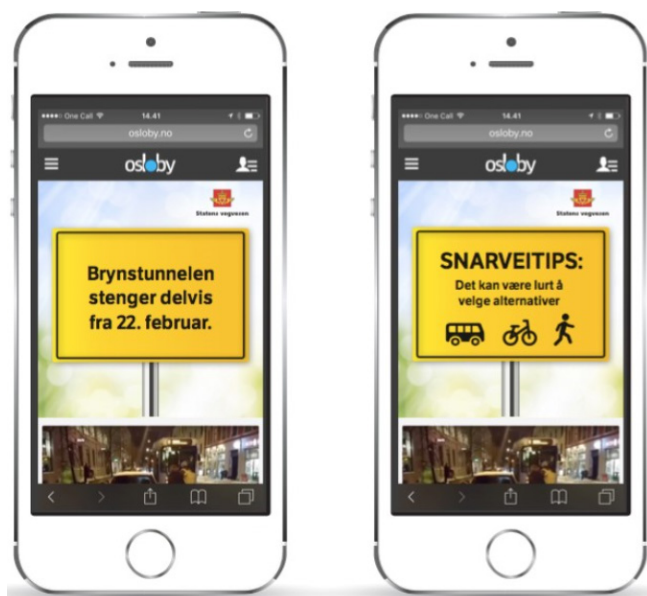 One Call
14.41
osloby.no
osloby
Statens vegvesen
Brynstunnelen
stenger delvis
fra 22. februar.
One Call
14.41
osloby.no
osloby
Statens vegvesen
SNARVEITIPS:
Det kan være lurt å
velge alternativer